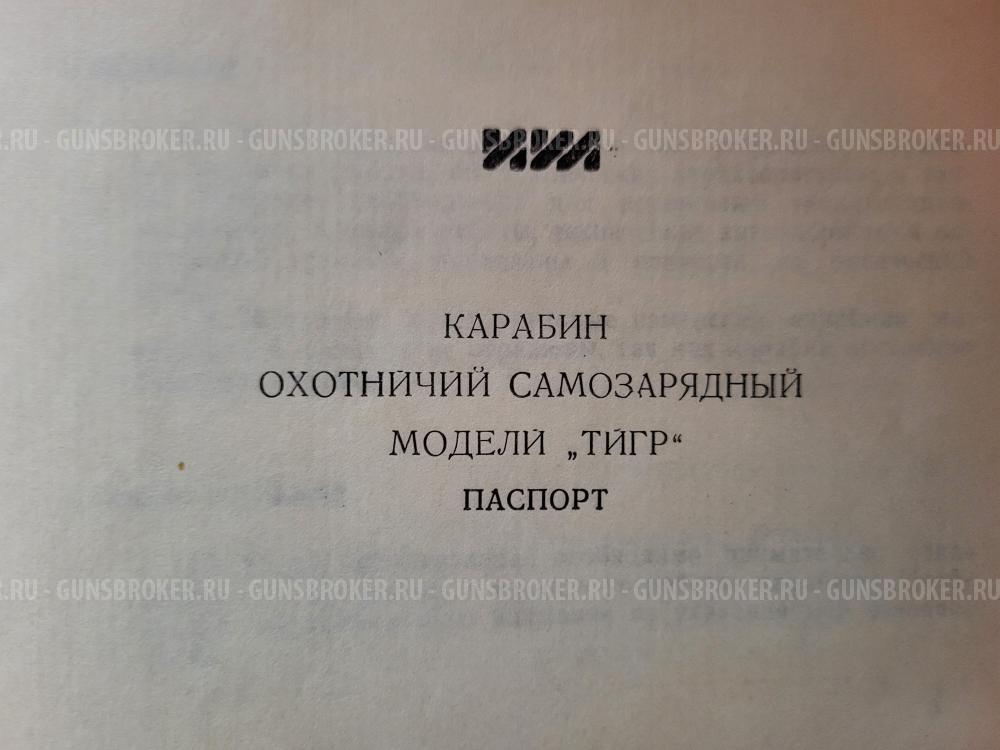 .RU - GUNSBROKER.RU - GUNSBROKER.RU - GUNSBROKER.RU - GUNSBROKER.RU - GUNSBROKER.RU
КАРАБИН
ОХОТНИЧИЙ САМОЗАРЯДНЫЙ
МОДЕЛИ „ТИГР“
ПАСПОРТ
.RU - GUNSBROKER.RU - GUNSBROKER.RU - GUNSBROKER.RU - GUNSBROKER.RU - GUNSBROKER.RU